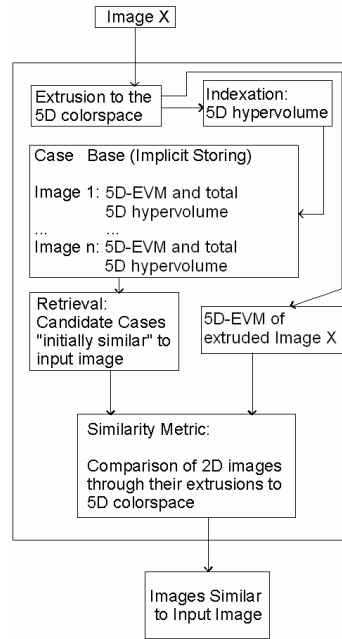 Image X
Extrusion to the
5D colorspace
Indexation:
5D hypervolume
Case Base (Implicit Storing)
Image 1: 5D-EVM and total
5D hypervolume
... ...
Image n: 5D-EVM and total
5D hypervolume
Retrieval:
Candidate Cases
"initially similar" to
input image
5D-EVM of
extruded Image X
Similarity Metric:
Comparison of 2D images
through their extrusions to
5D colorspace
Images Similar
to Input Image